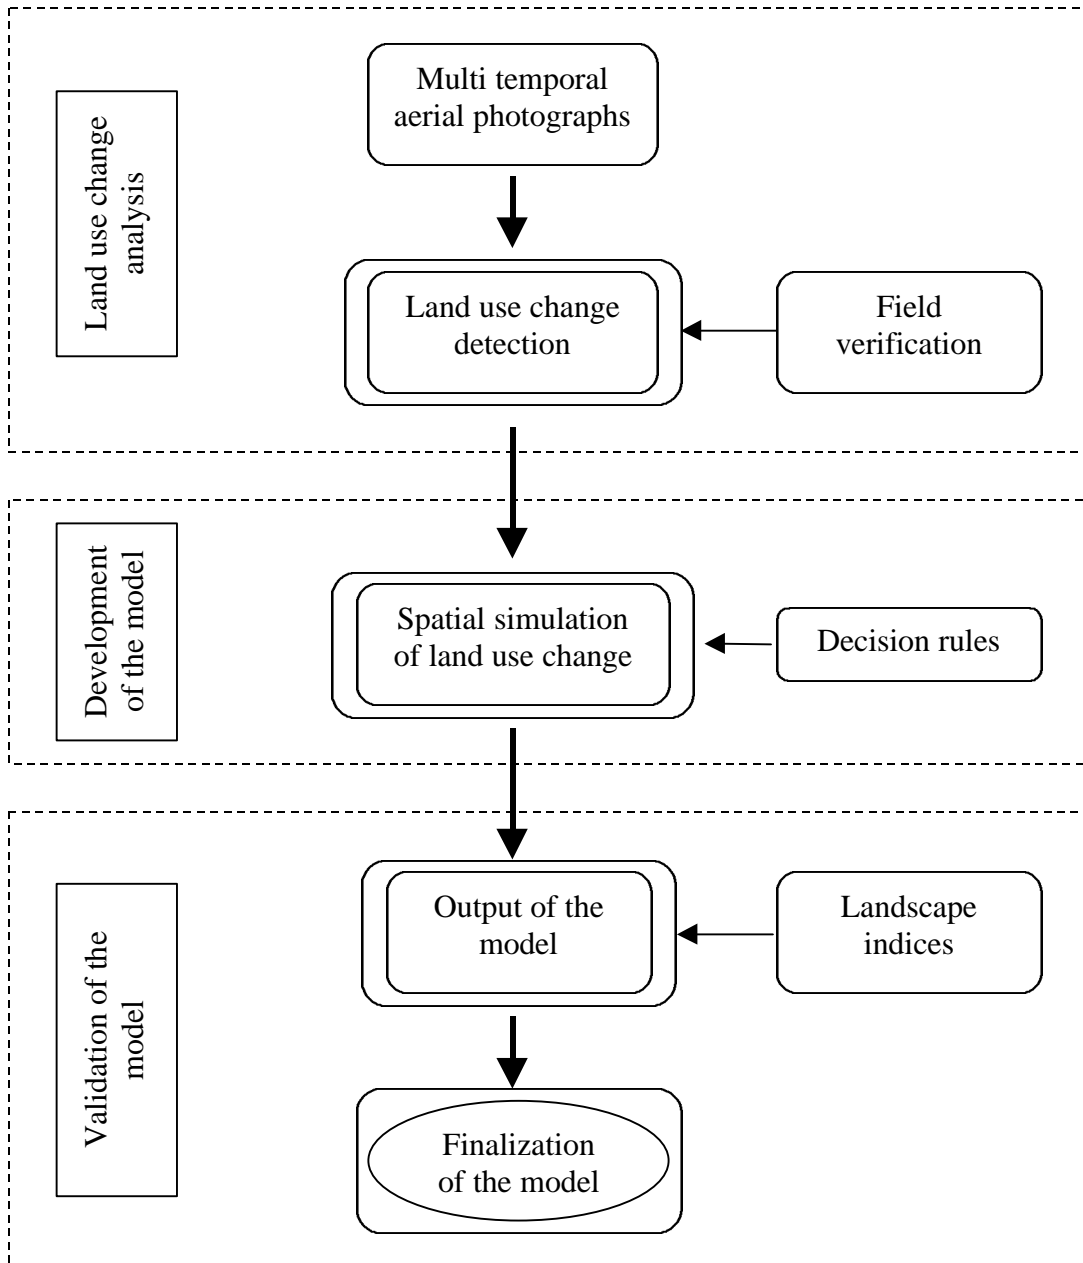 Land use change
analysis
Multi temporal
aerial photographs
Land use change
detection
Field
verification
Development
of the model
Spatial simulation
of land use change
Decision rules
Validation of the
model
Output of the
model
Landscape
indices
Finalization
of the model